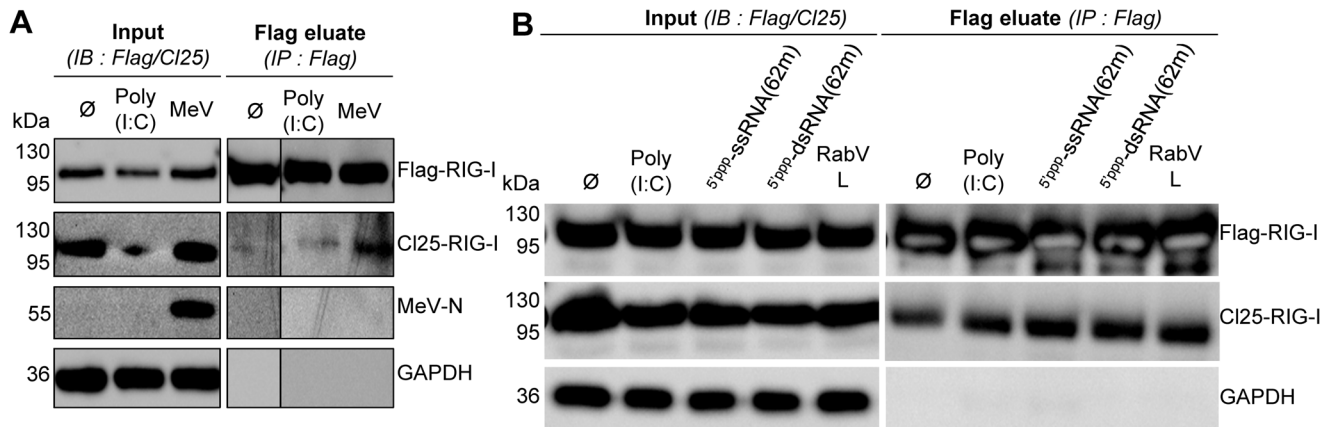 A
Input
(IB : Flag/Cl25)
Flag eluate
(IP : Flag)
kDa
Ø
Poly
(I:C)
MeV
Ø
Poly
(I:C)
MeV
130
95
Flag-RIG-I
130
95
Cl25-RIG-I
55
MeV-N
36
GAPDH
B
Input (IB : Flag/Cl25)
Flag eluate (IP : Flag)
kDa
Ø
Poly
(I:C)
5'ppp-ssRNA(62m)
5'ppp-dsRNA(62m)
RabV
L
Ø
Poly
(I:C)
5'ppp-ssRNA(62m)
5'ppp-dsRNA(62m)
RabV
L
130
95
Flag-RIG-I
130
95
Cl25-RIG-I
36
GAPDH